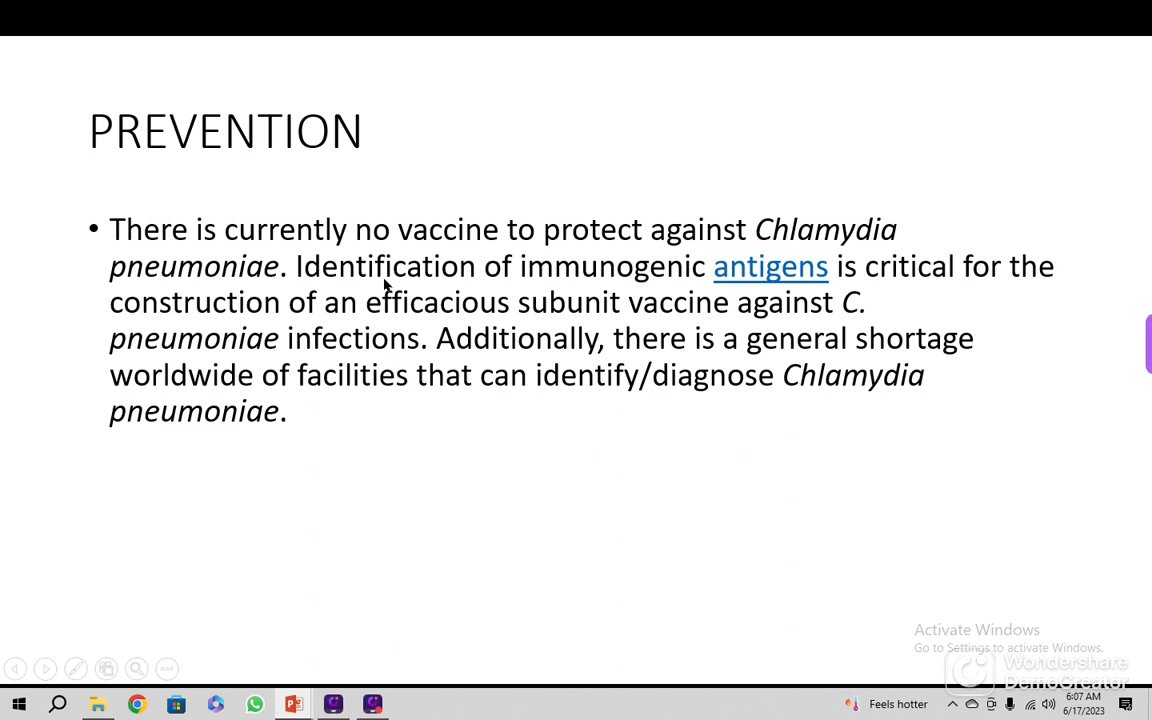 PREVENTION
• There is currently no vaccine to protect against Chlamydia
pneumoniae. Identification of immunogenic antigens is critical for the
construction of an efficacious subunit vaccine against C.
pneumoniae infections. Additionally, there is a general shortage
worldwide of facilities that can identify/diagnose Chlamydia
pneumoniae.
Activate Windows
Go to Settings to activate Windows.
Wondershare
DemoCreator
Feels hotter
6:07 AM
6/17/2023